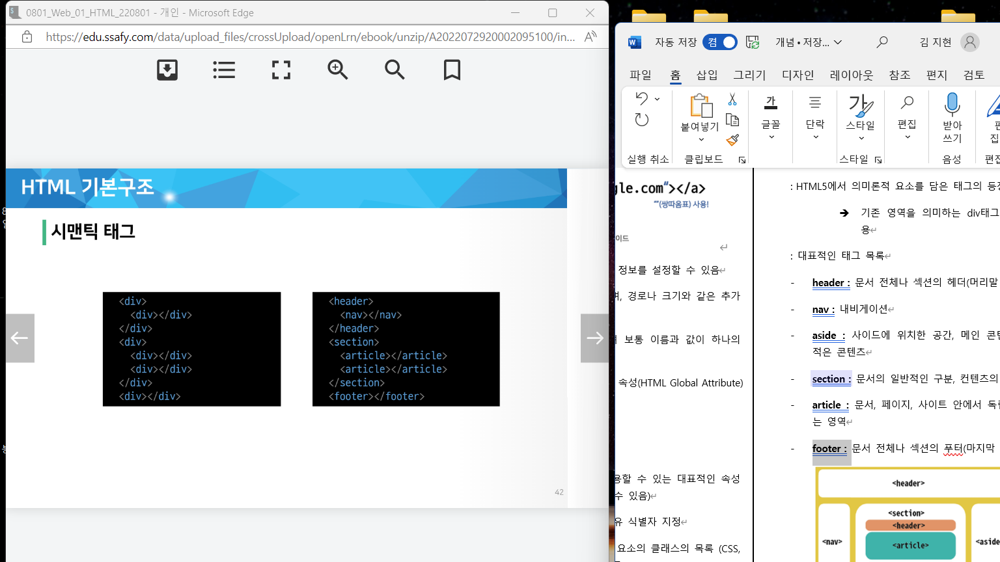 0801_Web_01_HTML_220801 - 개인 - Microsoft Edge
https://edu.ssafy.com/data/upload_files/crossUpload/openLrn/ebook/unzip/A2022072920002095100/in...
HTML 기본구조
시맨틱 태그
<div>
<div></div>
</div>
<div>
<div></div>
<div></div>
</div>
<div></div>
<header>
<nav></nav>
</header>
<section>
<article></article>
<article></article>
</section>
<footer></footer>
42
자동 저장 켬 개념 • 저장... 김 지현
파일 홈 삽입 그리기 디자인 레이아웃 참조 편지 검토
붙여넣기 글꼴 단락 스타일 편집 받아쓰기
실행 취소 클립보드 스타일 음성
gle.com"></a>
""(쌍따옴표) 사용!
정보를 설정할 수 있음
경로나 크기와 같은 추가
보통 이름과 값이 하나의
속성(HTML Global Attribute)
용할 수 있는 대표적인 속성
수 있음)
유 식별자 지정
요소의 클래스의 목록 (CSS,
: HTML5에서 의미론적 요소를 담은 태그의 등장
→ 기존 영역을 의미하는 div태그
용
: 대표적인 태그 목록
- header : 문서 전체나 섹션의 헤더(머리말
- nav : 내비게이션
- aside : 사이드에 위치한 공간, 메인 콘텐
적은 콘텐츠
- section : 문서의 일반적인 구분, 컨텐츠의
- article : 문서, 페이지, 사이트 안에서 독립
는 영역
- footer : 문서 전체나 섹션의 푸터(마지막
<header>
<section>
<header>
<nav>
<article>
<aside